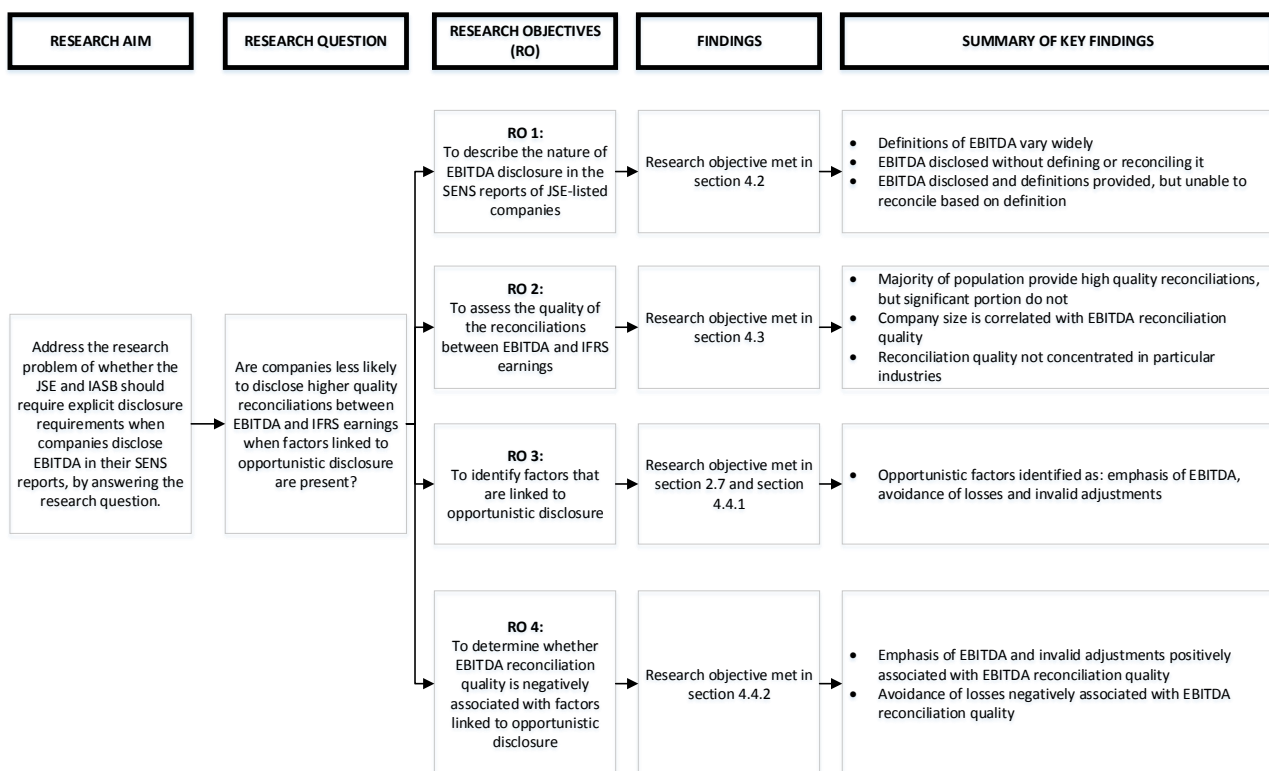 RESEARCH AIM
RESEARCH QUESTION
RESEARCH OBJECTIVES
(RO)
FINDINGS
SUMMARY OF KEY FINDINGS
Address the research
problem of whether the
JSE and IASB should
require explicit disclosure
requirements when
companies disclose
EBITDA in their SENS
reports, by answering the
research question.
Are companies less likely
to disclose higher quality
reconciliations between
EBITDA and IFRS earnings
when factors linked to
opportunistic disclosure
are present?
RO 1:
To describe the nature of
EBITDA disclosure in the
SENS reports of JSE-listed
companies
Research objective met in
section 4.2
• Definitions of EBITDA vary widely
• EBITDA disclosed without defining or reconciling it
• EBITDA disclosed and definitions provided, but unable to
reconcile based on definition
RO 2:
To assess the quality of
the reconciliations
between EBITDA and IFRS
earnings
Research objective met in
section 4.3
• Majority of population provide high quality reconciliations,
but significant portion do not
• Company size is correlated with EBITDA reconciliation
quality
• Reconciliation quality not concentrated in particular
industries
RO 3:
To identify factors that
are linked to
opportunistic disclosure
Research objective met in
section 2.7 and section
4.4.1
• Opportunistic factors identified as: emphasis of EBITDA,
avoidance of losses and invalid adjustments
RO 4:
To determine whether
EBITDA reconciliation
quality is negatively
associated with factors
linked to opportunistic
disclosure
Research objective met in
section 4.4.2
• Emphasis of EBITDA and invalid adjustments positively
associated with EBITDA reconciliation quality
• Avoidance of losses negatively associated with EBITDA
reconciliation quality